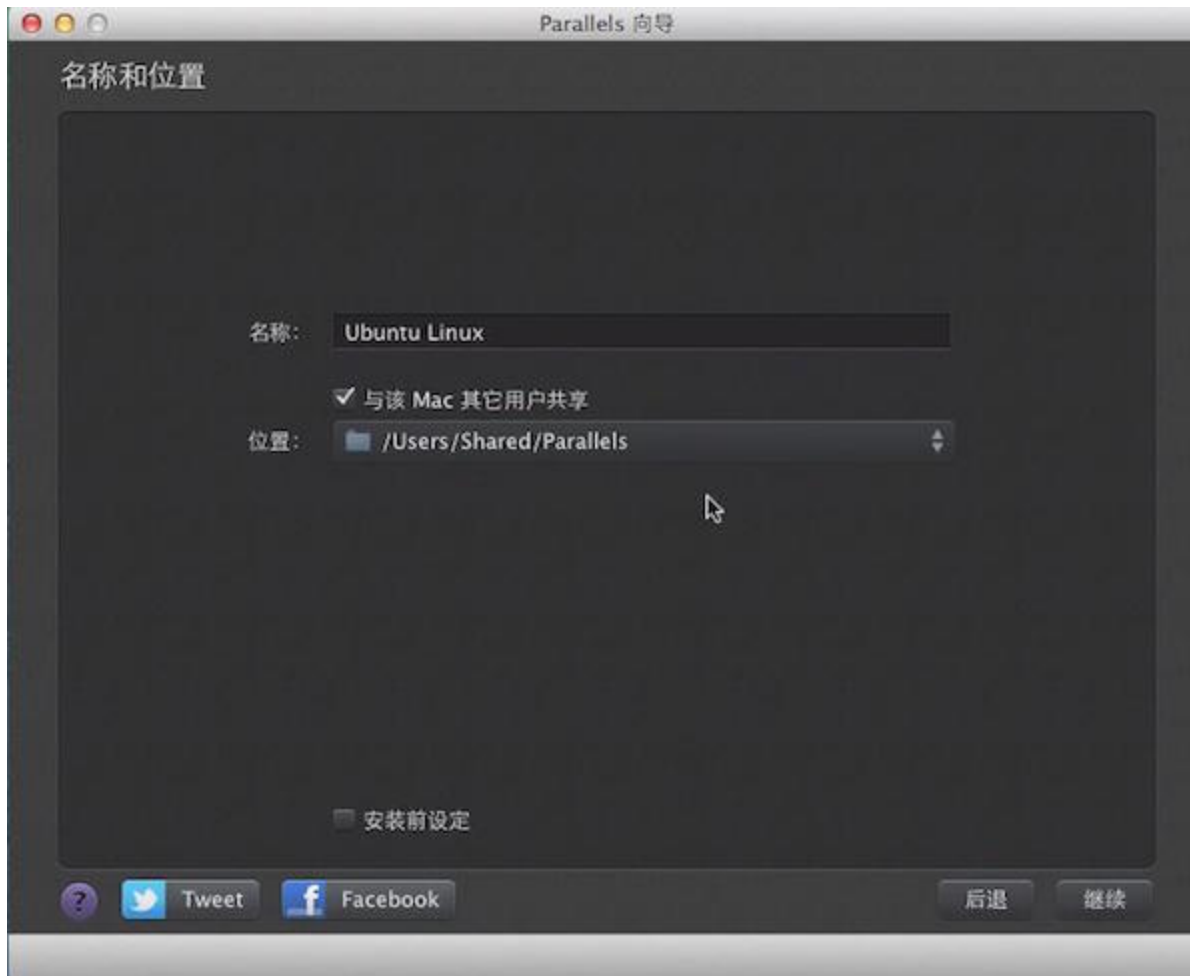 Parallels 向导
名称和位置
名称: Ubuntu Linux
与该 Mac 其它用户共享
位置: /Users/Shared/Parallels
安装前设定
? Tweet f Facebook 后退 继续